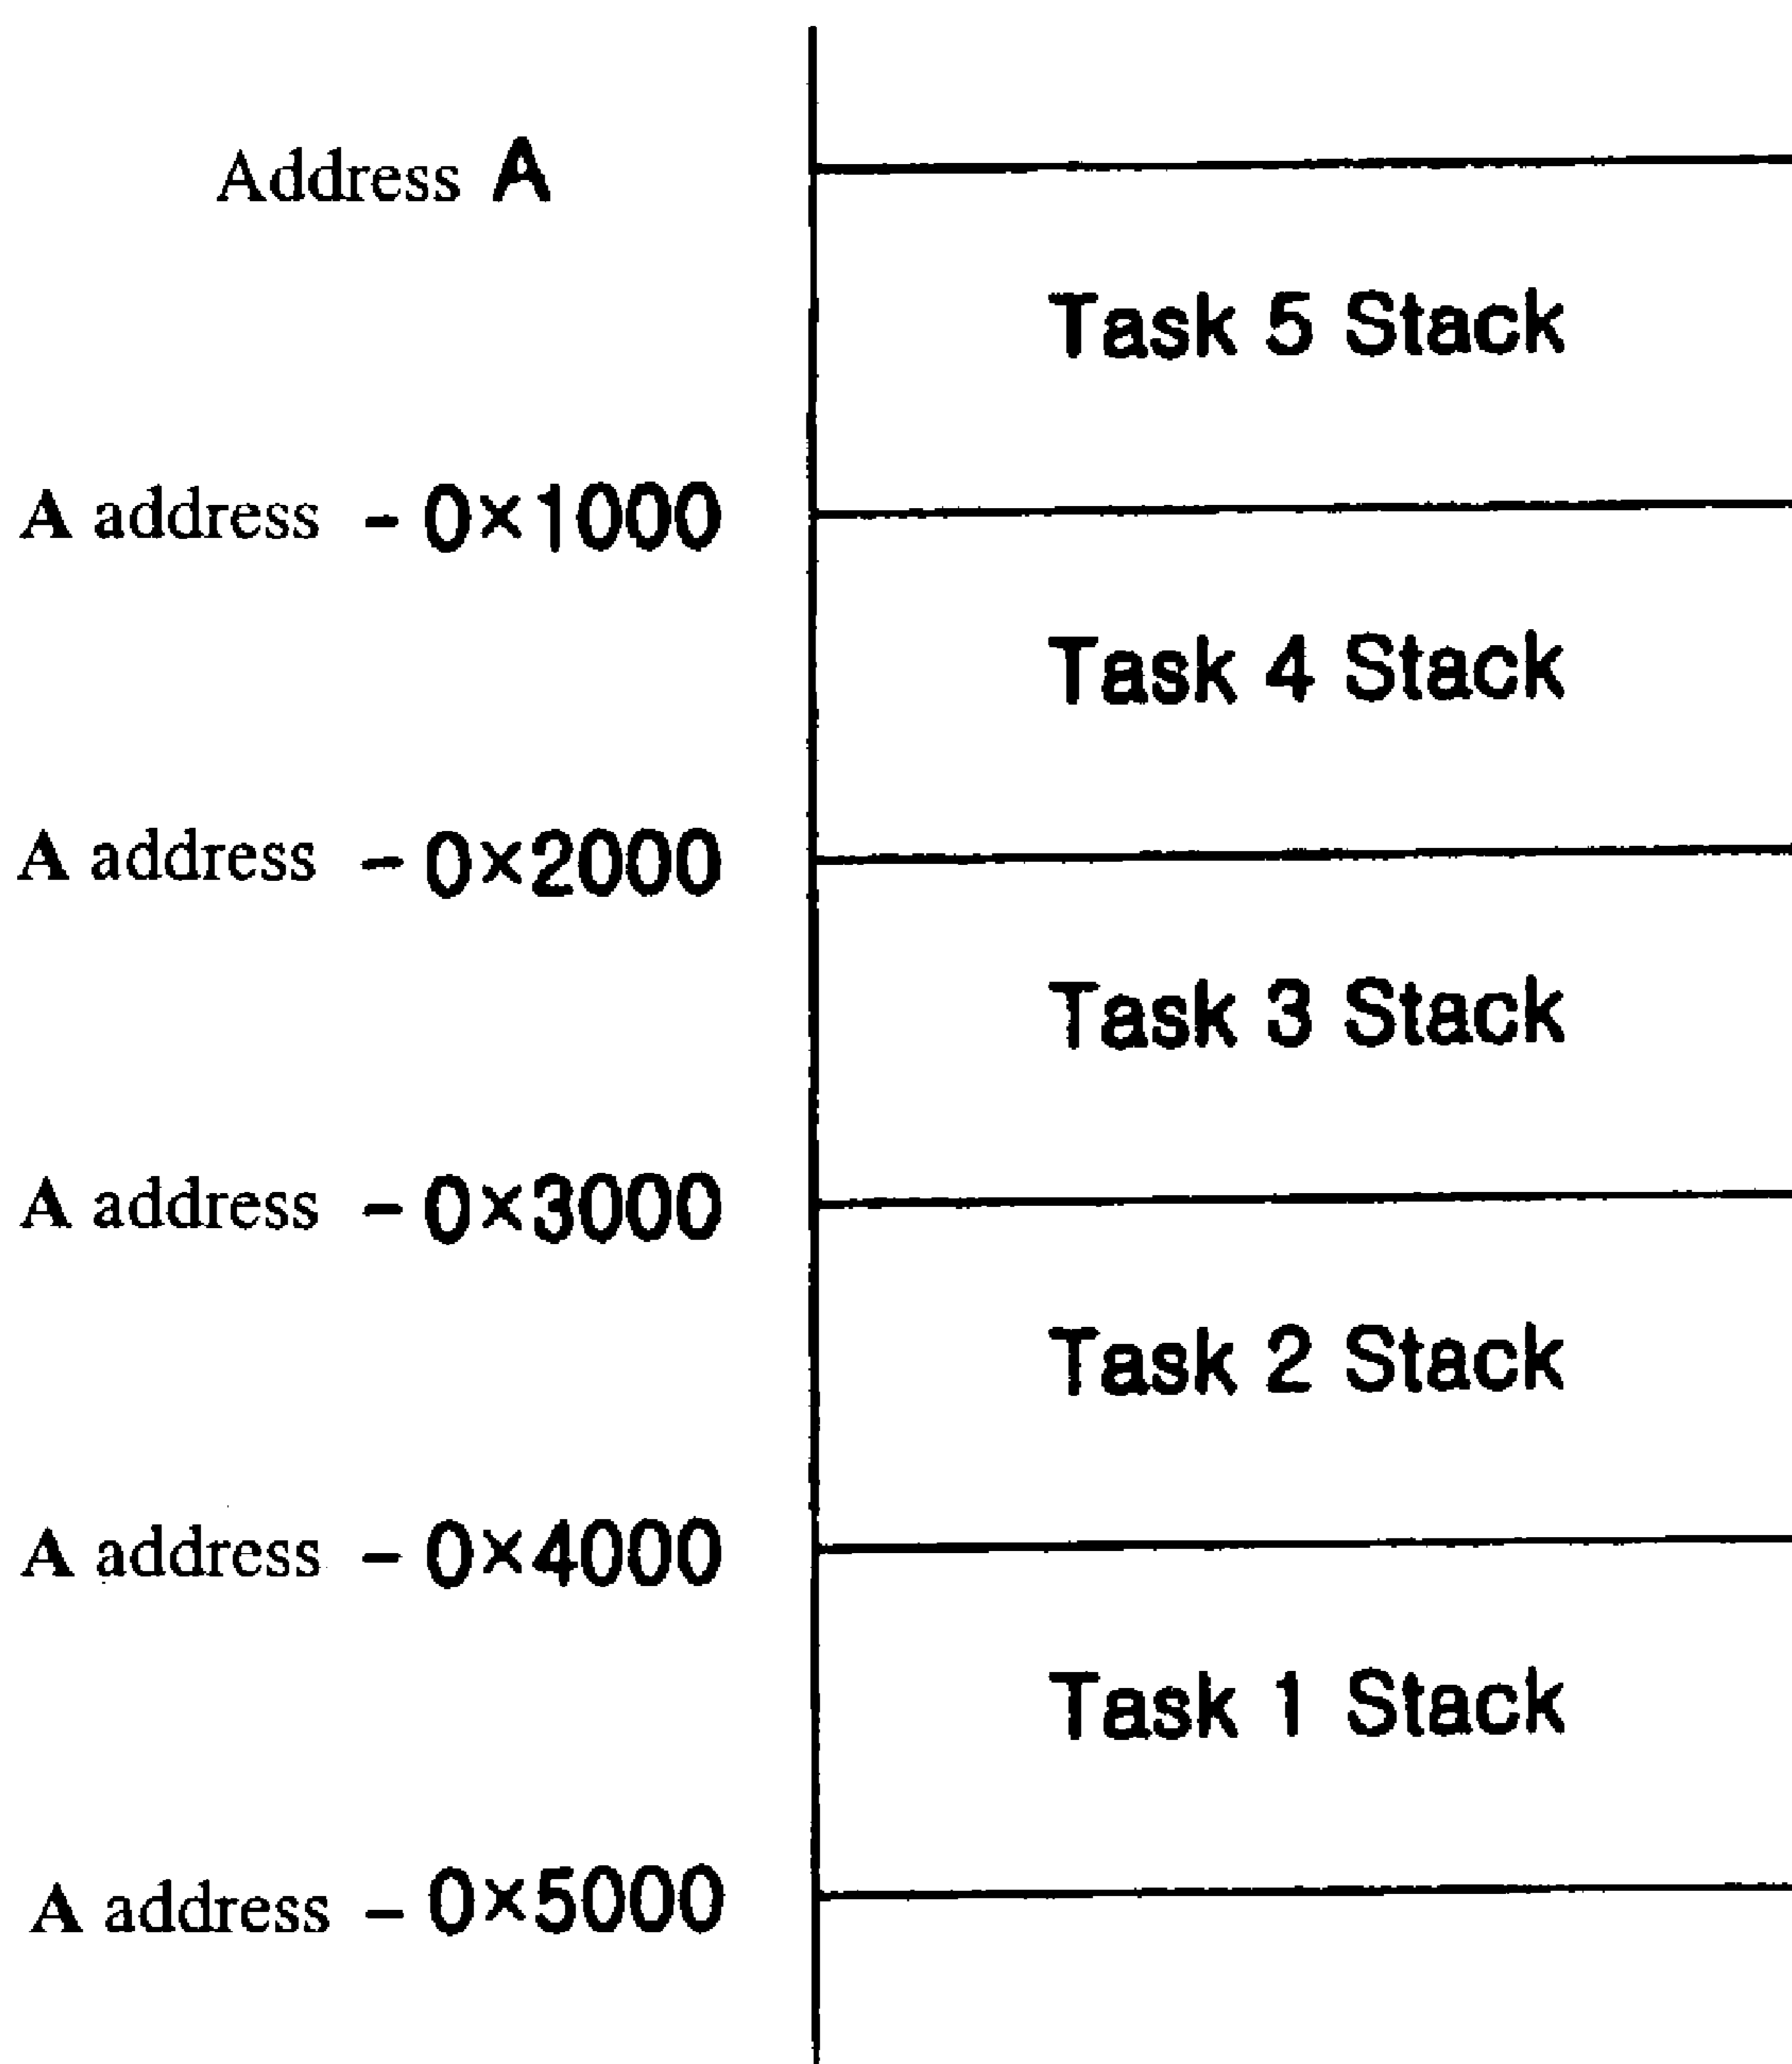 Address A
Task 5 Stack
A address - 0×1000
Task 4 Stack
A address - 0×2000
Task 3 Stack
A address - 0×3000
Task 2 Stack
A address - 0×4000
Task 1 Stack
A address - 0×5000